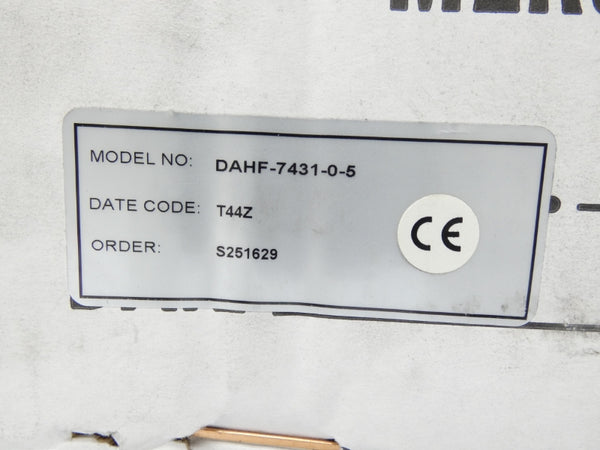 MODEL NO: DAHF-7431-0-5
DATE CODE: T44Z
ORDER: S251629
CE